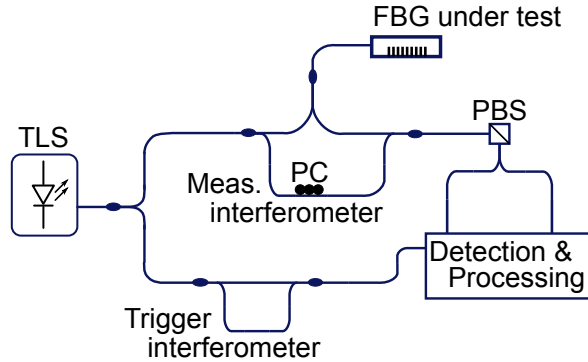 FBG under test
PBS
TLS
PC
Meas.
interferometer
Detection &
Processing
Trigger
interferometer